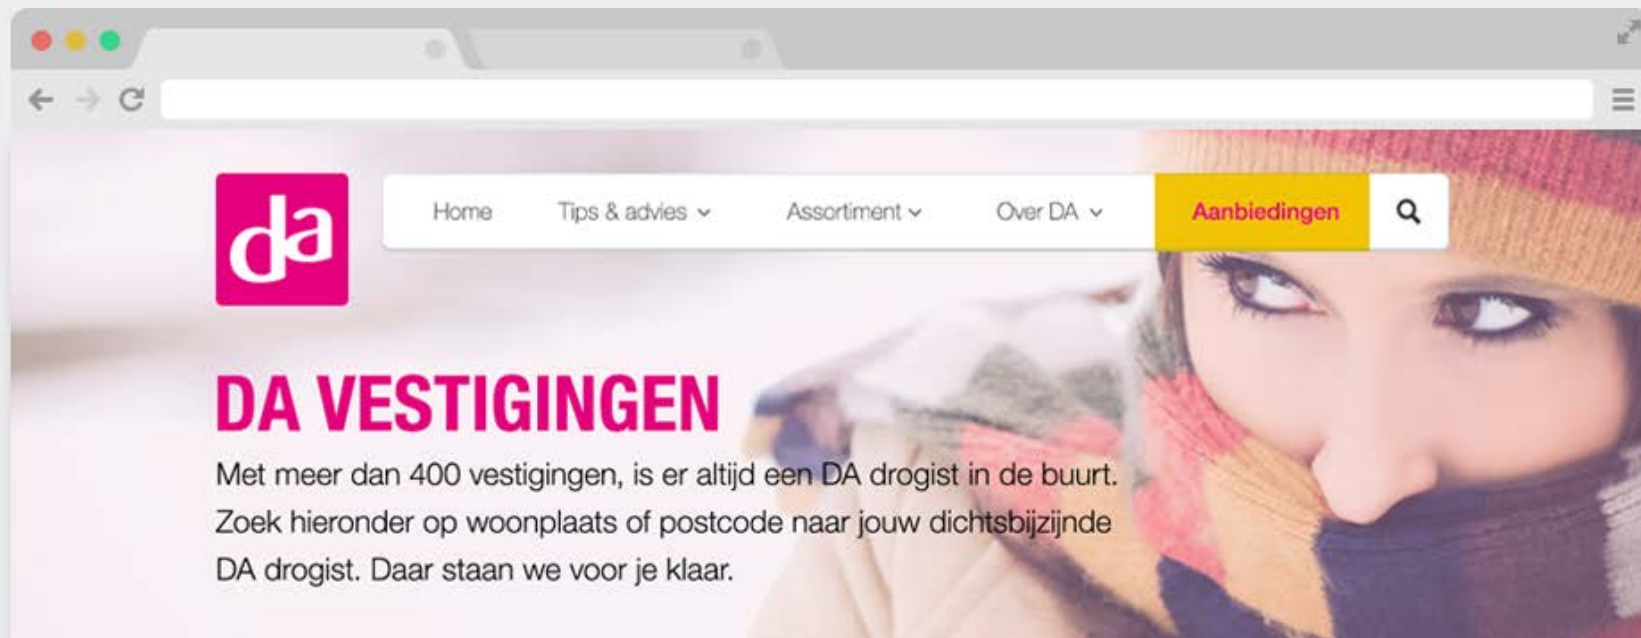 da
Home Tips & advies Assortiment Over DA Aanbiedingen
DA VESTIGINGEN
Met meer dan 400 vestigingen, is er altijd een DA drogist in de buurt.
Zoek hieronder op woonplaats of postcode naar jouw dichtsbijzijnde
DA drogist. Daar staan we voor je klaar.